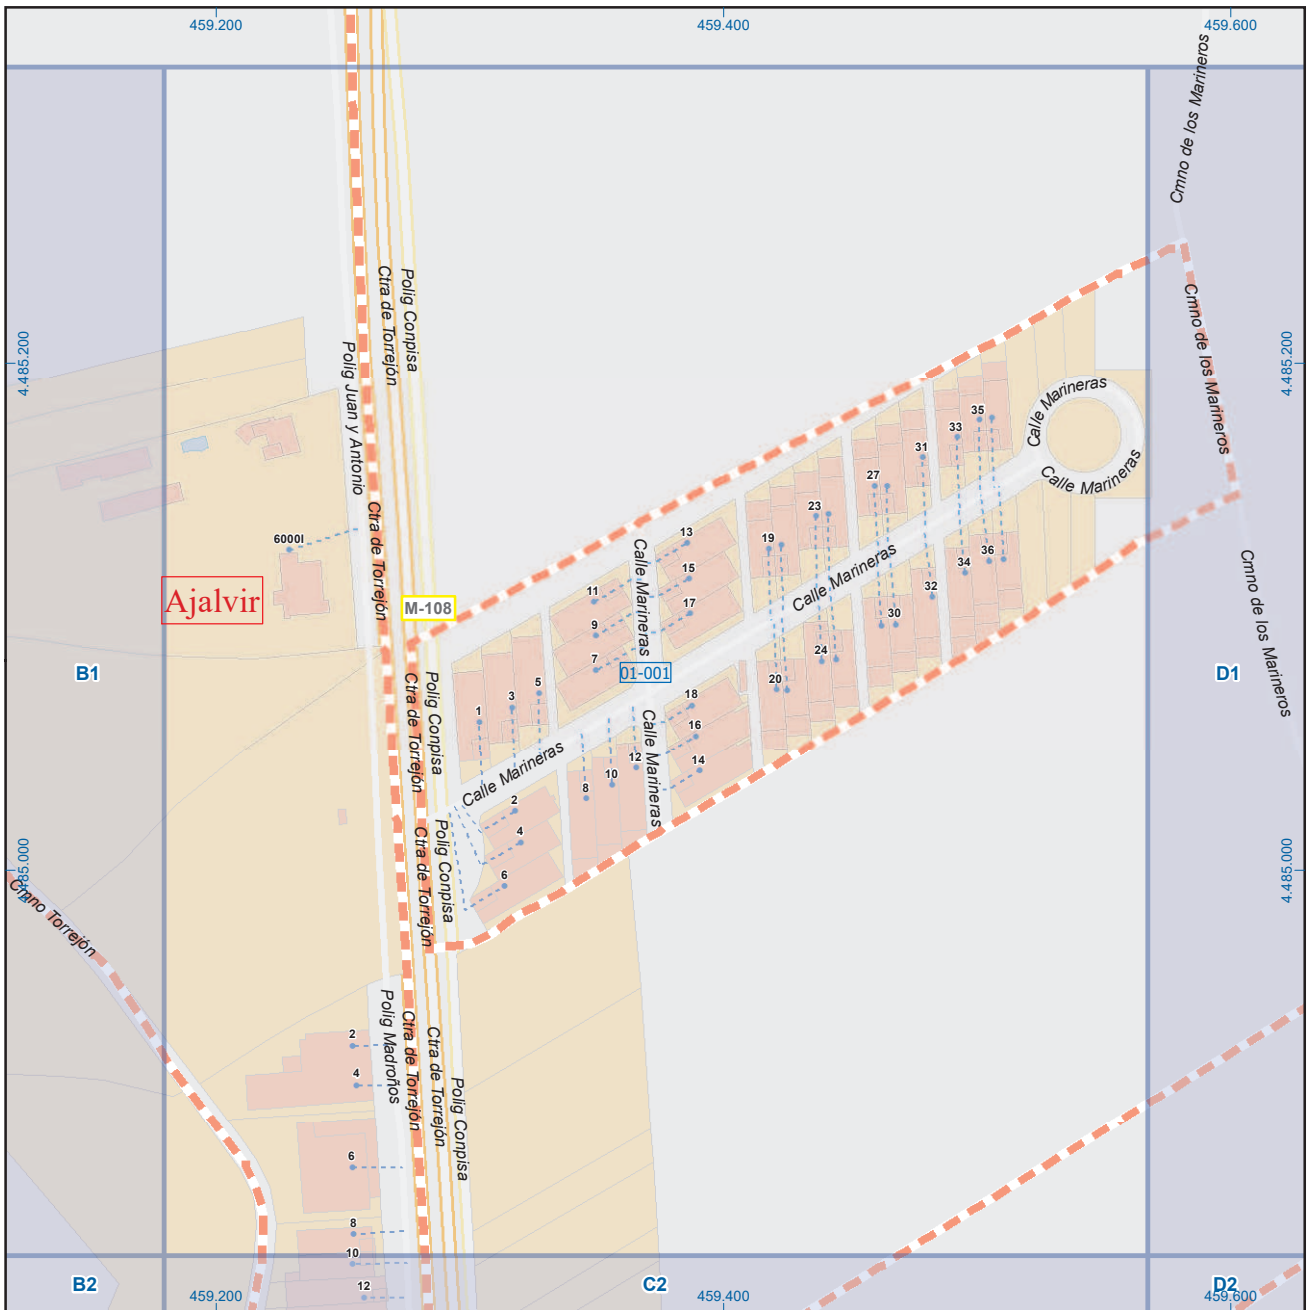 459.200
459.400
459.600
Cmno de los Marineros
Polig Conpisa
Ctra de Torrejón
Cmno de los Marineros
4.485.200
4.485.200
Polig Juan y Antonio
Calle Marineras
35
33
31
Calle Marineras
27
23
Ctra de Torrejón
13
19
6000I
Calle Marineras
15
Calle Marineras
36
34
Cmno de los Marineros
11
32
Ajalvir
M-108
17
9
30
7
24
B1
01-001
D1
Polig Conpisa
Ctra de Torrejón
5
3
1
20
18
16
Calle Marineras
Calle Marineras
12
14
10
8
2
4
Polig Conpisa
Ctra de Torrejón
6
4.485.000
485.000
Cmno Torrejón
Polig Madroños
Ctra de Torrejón
Ctra de Torrejón
Polig Conpisa
2
4
6
8
10
12
B2
C2
D2
459.200
459.400
459.600